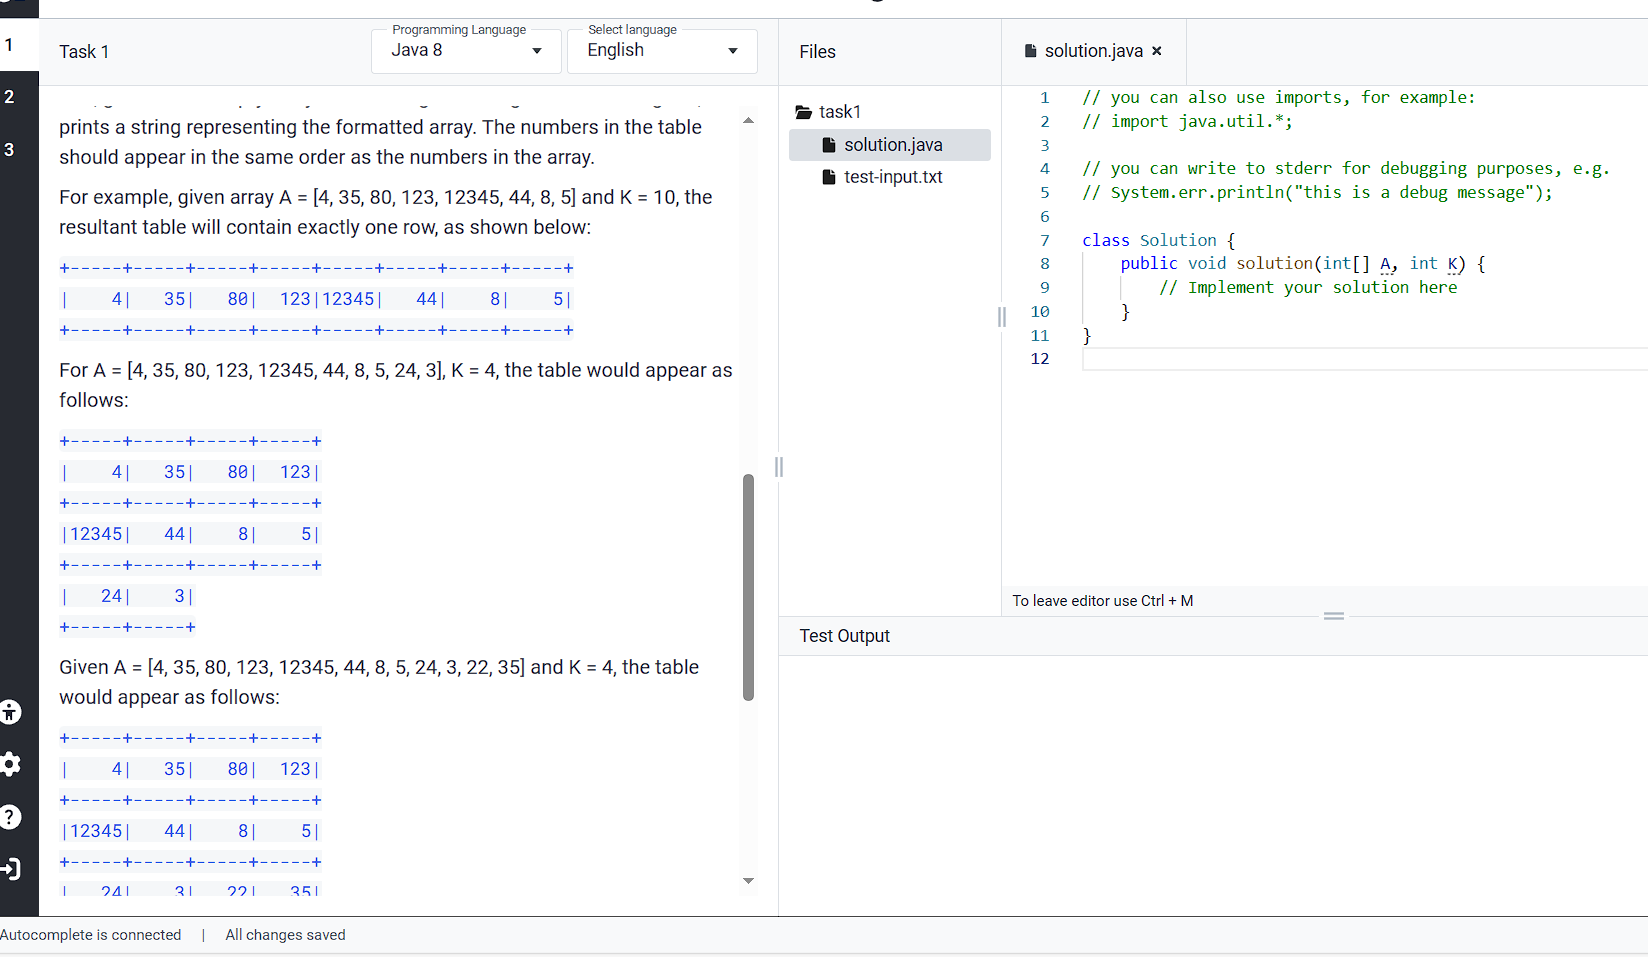 1
2
3
Task 1
Programming Language
Java 8
Select language
English
prints a string representing the formatted array. The numbers in the table
should appear in the same order as the numbers in the array.
For example, given array A = [4, 35, 80, 123, 12345, 44, 8, 5] and K = 10, the
resultant table will contain exactly one row, as shown below:
+-----+-----+-----+-----+-----+-----+-----+-----+
|    4|   35|   80|  123|12345|   44|    8|    5|
+-----+-----+-----+-----+-----+-----+-----+-----+
For A = [4, 35, 80, 123, 12345, 44, 8, 5, 24, 3], K = 4, the table would appear as
follows:
+-----+-----+-----+-----+
|    4|   35|   80|  123|
+-----+-----+-----+-----+
|12345|   44|    8|    5|
+-----+-----+-----+-----+
|   24|    3|
+-----+-----+
Given A = [4, 35, 80, 123, 12345, 44, 8, 5, 24, 3, 22, 35] and K = 4, the table
would appear as follows:
+-----+-----+-----+-----+
|    4|   35|   80|  123|
+-----+-----+-----+-----+
|12345|   44|    8|    5|
+-----+-----+-----+-----+
|   24|    3|   22|   35|
Files
task1
solution.java
test-input.txt
solution.java ×
1 // you can also use imports, for example:
2 // import java.util.*;
3
4 // you can write to stderr for debugging purposes, e.g.
5 // System.err.println("this is a debug message");
6
7 class Solution {
8     public void solution(int[] A, int K) {
9         // Implement your solution here
10     }
11 }
12
To leave editor use Ctrl + M
Test Output
Autocomplete is connected | All changes saved